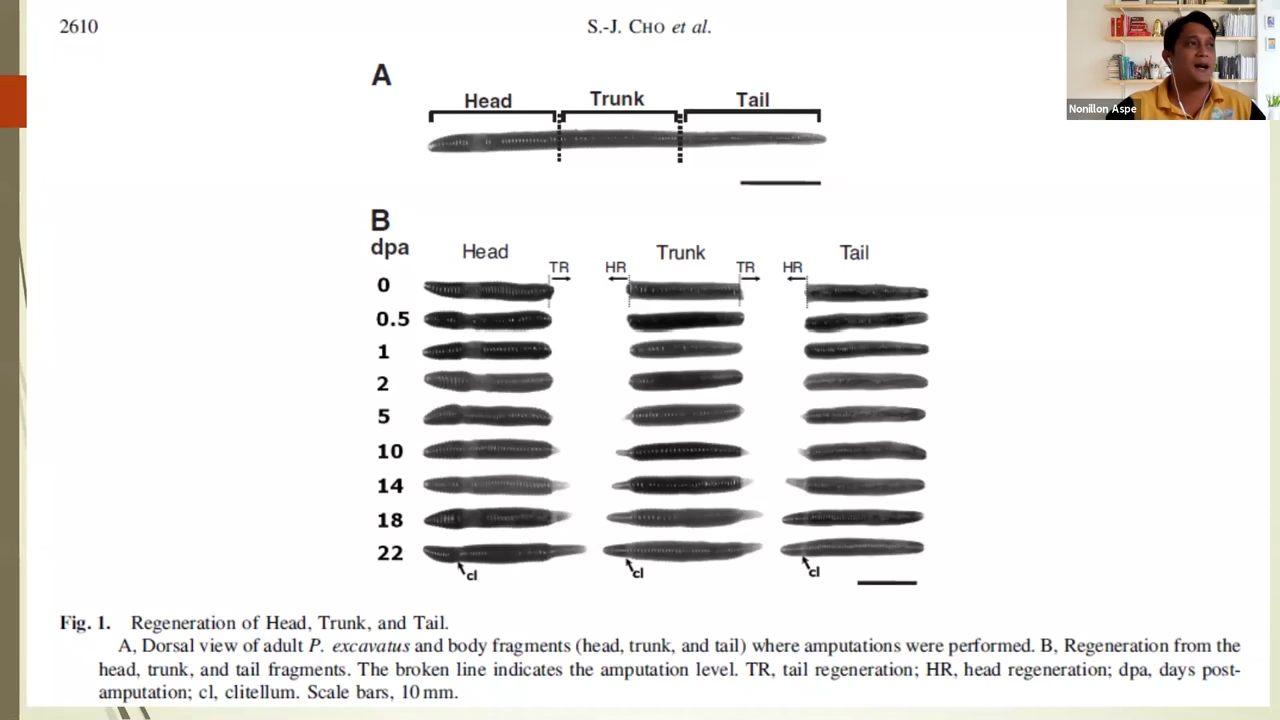 2610
S.-J. CHO et al.
Nonillon Aspe
A
Head Trunk Tail
B
dpa
Head Trunk Tail
TR HR TR HR
0
0.5
1
2
5
10
14
18
22
cl cl cl
Fig. 1. Regeneration of Head, Trunk, and Tail.
A, Dorsal view of adult P. excavatus and body fragments (head, trunk, and tail) where amputations were performed. B, Regeneration from the
head, trunk, and tail fragments. The broken line indicates the amputation level. TR, tail regeneration; HR, head regeneration; dpa, days post-
amputation; cl, clitellum. Scale bars, 10 mm.